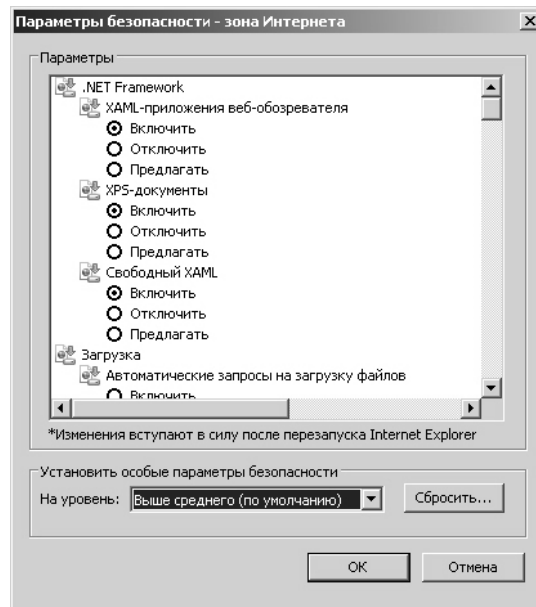 Параметры безопасности - зона Интернета
Параметры
.NET Framework
XAML-приложения веб-обозревателя
Включить
Отключить
Предлагать
XPS-документы
Включить
Отключить
Предлагать
Свободный XAML
Включить
Отключить
Предлагать
Загрузка
Автоматические запросы на загрузку файлов
Включить
*Изменения вступают в силу после перезапуска Internet Explorer
Установить особые параметры безопасности
На уровень: Выше среднего (по умолчанию) Сбросить...
ОК Отмена